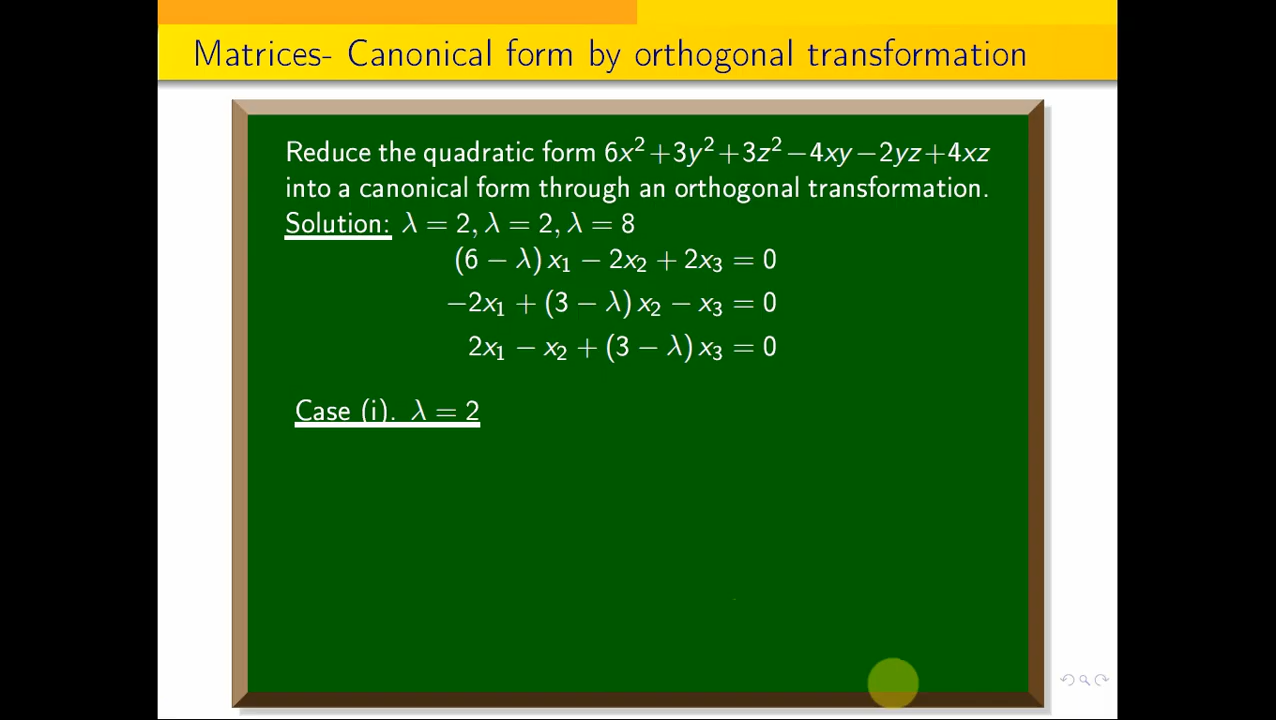 Matrices- Canonical form by orthogonal transformation
Reduce the quadratic form 6x²+3y²+3z²−4xy−2yz+4xz
into a canonical form through an orthogonal transformation.
Solution: λ = 2, λ = 2, λ = 8
(6 − λ) x₁ − 2x₂ + 2x₃ = 0
−2x₁ + (3 − λ) x₂ − x₃ = 0
2x₁ − x₂ + (3 − λ) x₃ = 0
Case (i). λ = 2